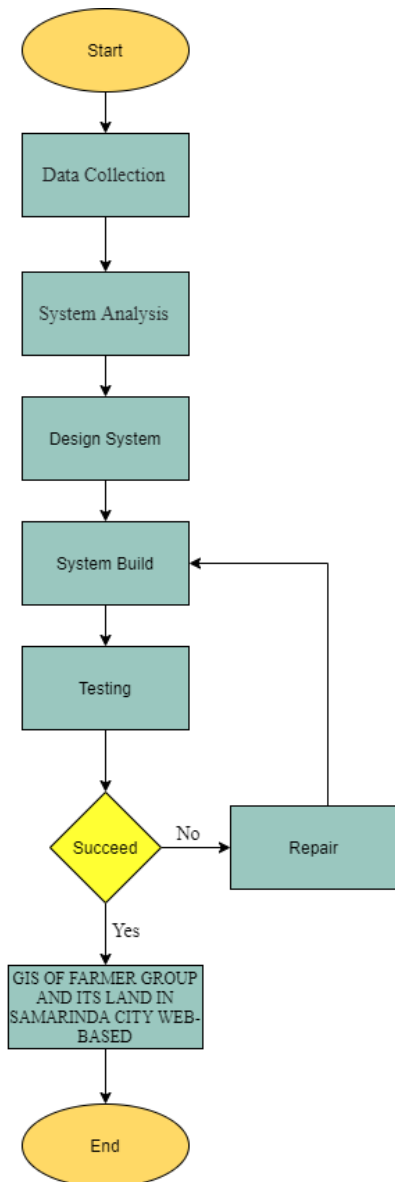 Start
Data Collection
System Analysis
Design System
System Build
Testing
Succeed
No
Repair
Yes
GIS OF FARMER GROUP
AND ITS LAND IN
SAMARINDA CITY WEB-
BASED
End